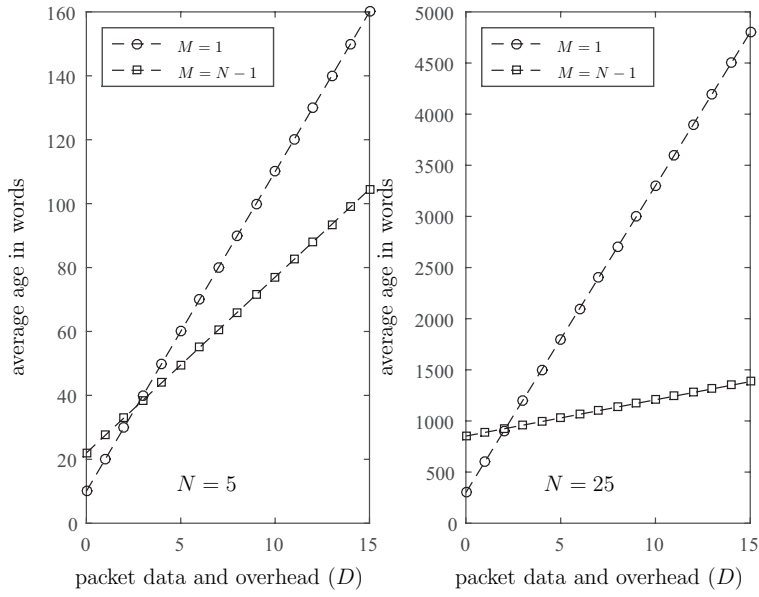 160
140
120
100
80
60
40
20
0
average age in words
M = 1
M = N − 1
N = 5
0 5 10 15
packet data and overhead (D)
5000
4500
4000
3500
3000
2500
2000
1500
1000
500
0
average age in words
M = 1
M = N − 1
N = 25
0 5 10 15
packet data and overhead (D)